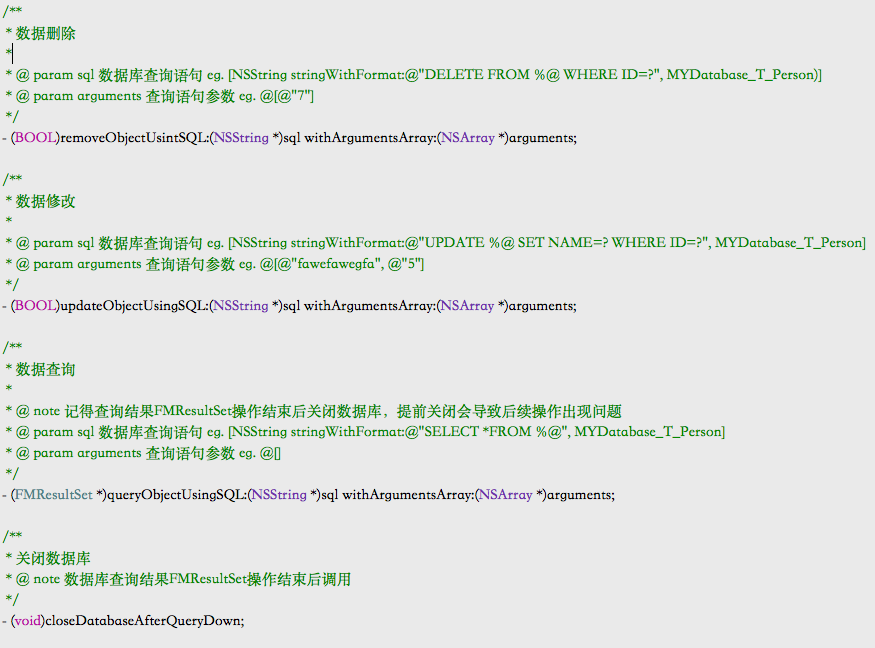 /**
 * 数据删除
 *
 * @ param sql 数据库查询语句 eg. [NSString stringWithFormat:@"DELETE FROM %@ WHERE ID=?", MYDatabase_T_Person)]
 * @ param arguments 查询语句参数 eg. @[@"7"]
 */
- (BOOL)removeObjectUsintSQL:(NSString *)sql withArgumentsArray:(NSArray *)arguments;

/**
 * 数据修改
 *
 * @ param sql 数据库查询语句 eg. [NSString stringWithFormat:@"UPDATE %@ SET NAME=? WHERE ID=?", MYDatabase_T_Person]
 * @ param arguments 查询语句参数 eg. @[@"fawefawegfa", @"5"]
 */
- (BOOL)updateObjectUsingSQL:(NSString *)sql withArgumentsArray:(NSArray *)arguments;

/**
 * 数据查询
 *
 * @ note 记得查询结果FMResultSet操作结束后关闭数据库，提前关闭会导致后续操作出现问题
 * @ param sql 数据库查询语句 eg. [NSString stringWithFormat:@"SELECT *FROM %@", MYDatabase_T_Person]
 * @ param arguments 查询语句参数 eg. @[]
 */
- (FMResultSet *)queryObjectUsingSQL:(NSString *)sql withArgumentsArray:(NSArray *)arguments;

/**
 * 关闭数据库
 * @ note 数据库查询结果FMResultSet操作结束后调用
 */
- (void)closeDatabaseAfterQueryDown;